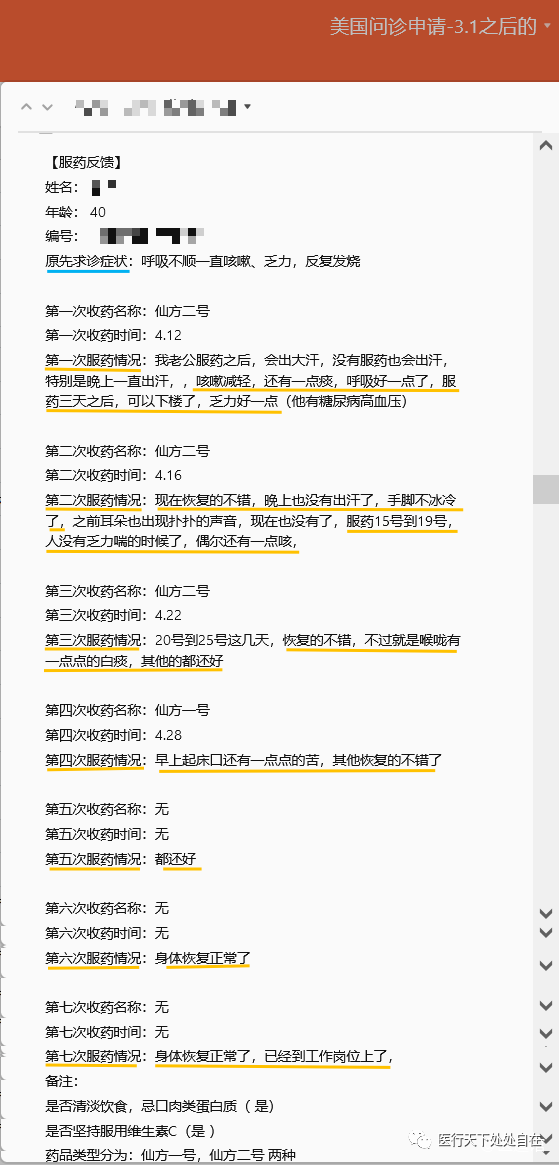 美国问诊申请-3.1之后的
【服药反馈】
姓名：
年龄： 40
编号：
原先求诊症状：呼吸不顺一直咳嗽、乏力，反复发烧
第一次收药名称：仙方二号
第一次收药时间：4.12
第一次服药情况：我老公服药之后，会出大汗，没有服药也会出汗，
特别是晚上一直出汗，，咳嗽减轻，还有一点痰，呼吸好一点了，服
药三天之后，可以下楼了，乏力好一点（他有糖尿病高血压）
第二次收药名称：仙方二号
第二次收药时间：4.16
第二次服药情况：现在恢复的不错，晚上也没有出汗了，手脚不冰冷
了，之前耳朵也出现扑扑的声音，现在也没有了，服药15号到19号，
人没有乏力喘的时候了，偶尔还有一点咳，
第三次收药名称：仙方二号
第三次收药时间：4.22
第三次服药情况：20号到25号这几天，恢复的不错，不过就是喉咙有
一点点的白痰，其他的都还好
第四次收药名称：仙方一号
第四次收药时间：4.28
第四次服药情况：早上起床口还有一点点的苦，其他恢复的不错了
第五次收药名称：无
第五次收药时间：无
第五次服药情况：都还好
第六次收药名称：无
第六次收药时间：无
第六次服药情况：身体恢复正常了
第七次收药名称：无
第七次收药时间：无
第七次服药情况：身体恢复正常了，已经到工作岗位上了，
备注：
是否清淡饮食，忌口肉类蛋白质（ 是）
是否坚持服用维生素C（是 ）
药品类型分为：仙方一号，仙方二号 两种
医行天下处处自在